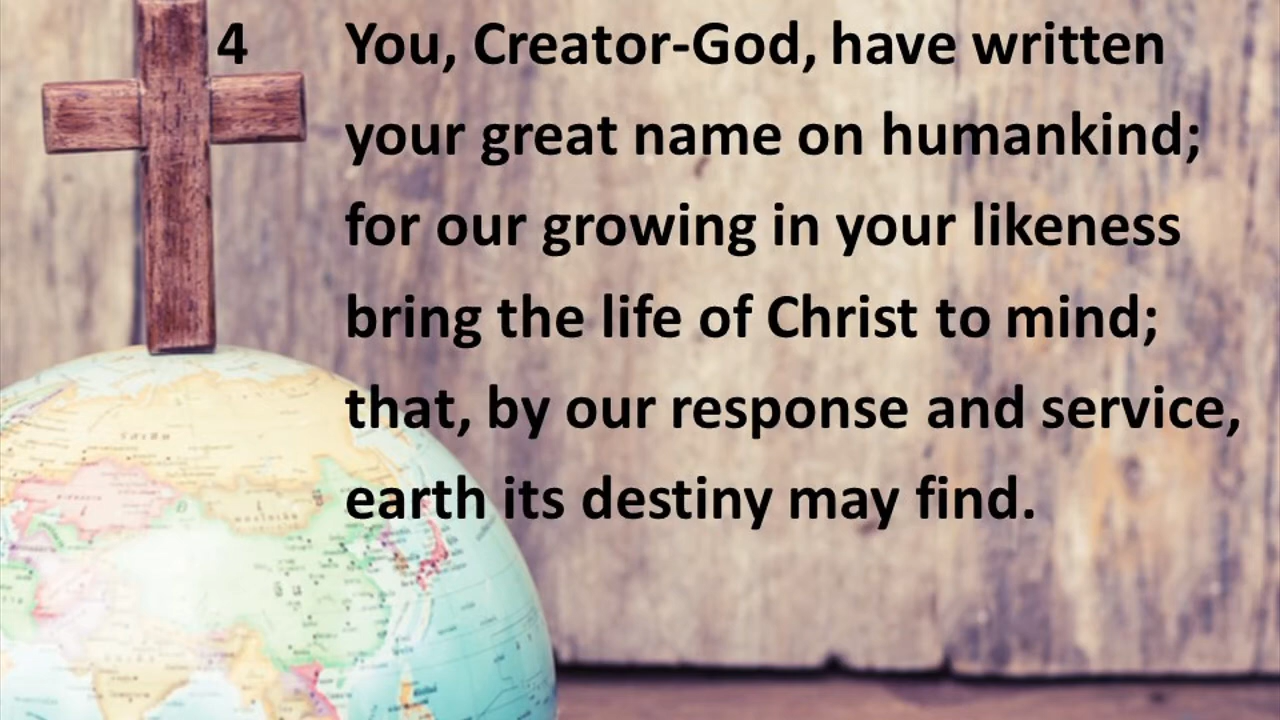 4 You, Creator-God, have written
your great name on humankind;
for our growing in your likeness
bring the life of Christ to mind;
that, by our response and service,
earth its destiny may find.